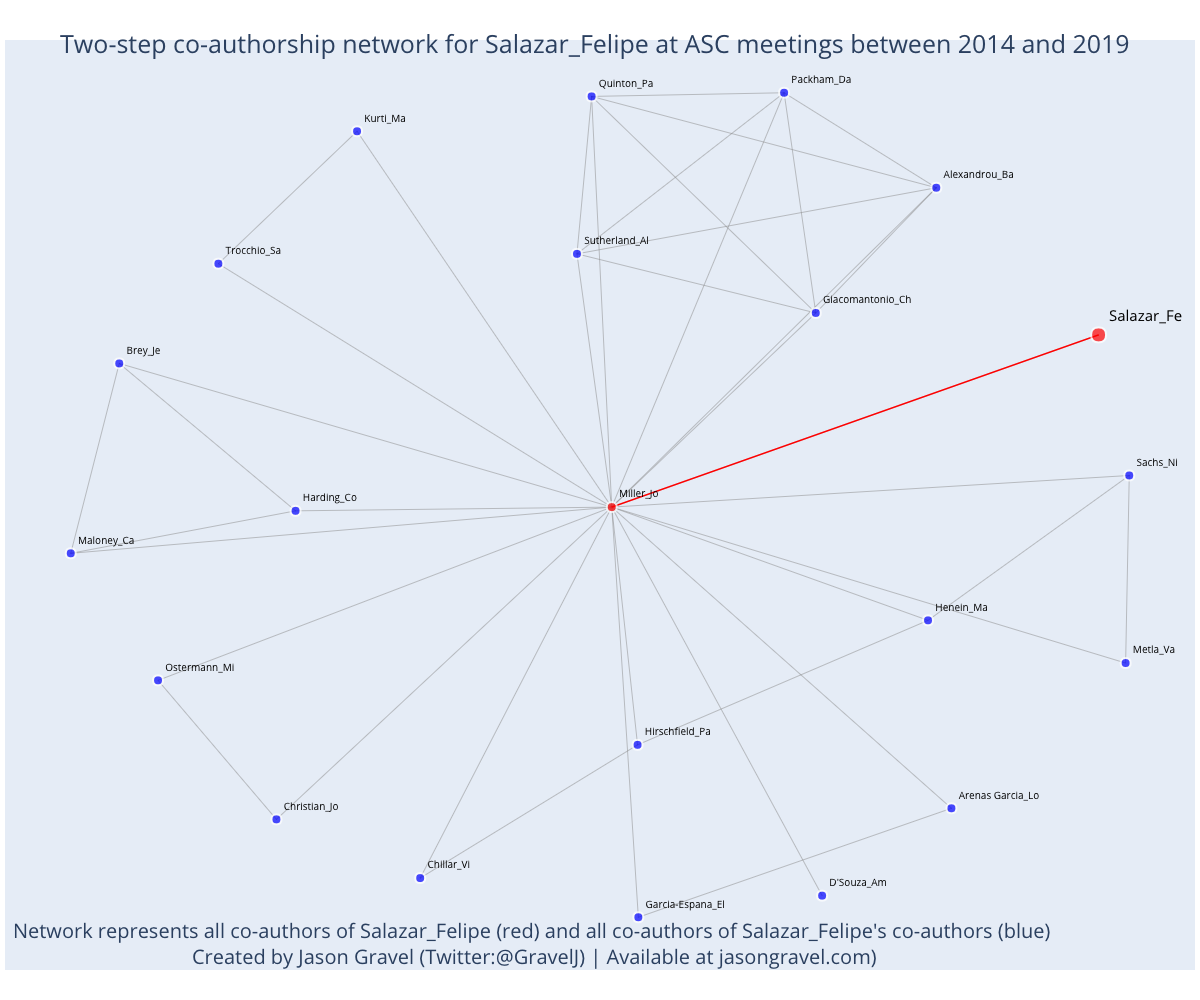 Two-step co-authorship network for Salazar_Felipe at ASC meetings between 2014 and 2019
Packham_Da
Quinton_Pa
Kurti_Ma
Alexandrou_Ba
Sutherland_Al
Trocchio_Sa
Giacomantonio_Ch
Salazar_Fe
Brey_Je
Sachs_Ni
Miller_Jo
Harding_Co
Maloney_Ca
Henein_Ma
Metla_Va
Ostermann_Mi
Hirschfield_Pa
Arenas Garcia_Lo
Christian_Jo
Chillar_Vi
D'Souza_Am
Garcia-Espana_El
Network represents all co-authors of Salazar_Felipe (red) and all co-authors of Salazar_Felipe's co-authors (blue)
Created by Jason Gravel (Twitter:@GravelJ) | Available at jasongravel.com)